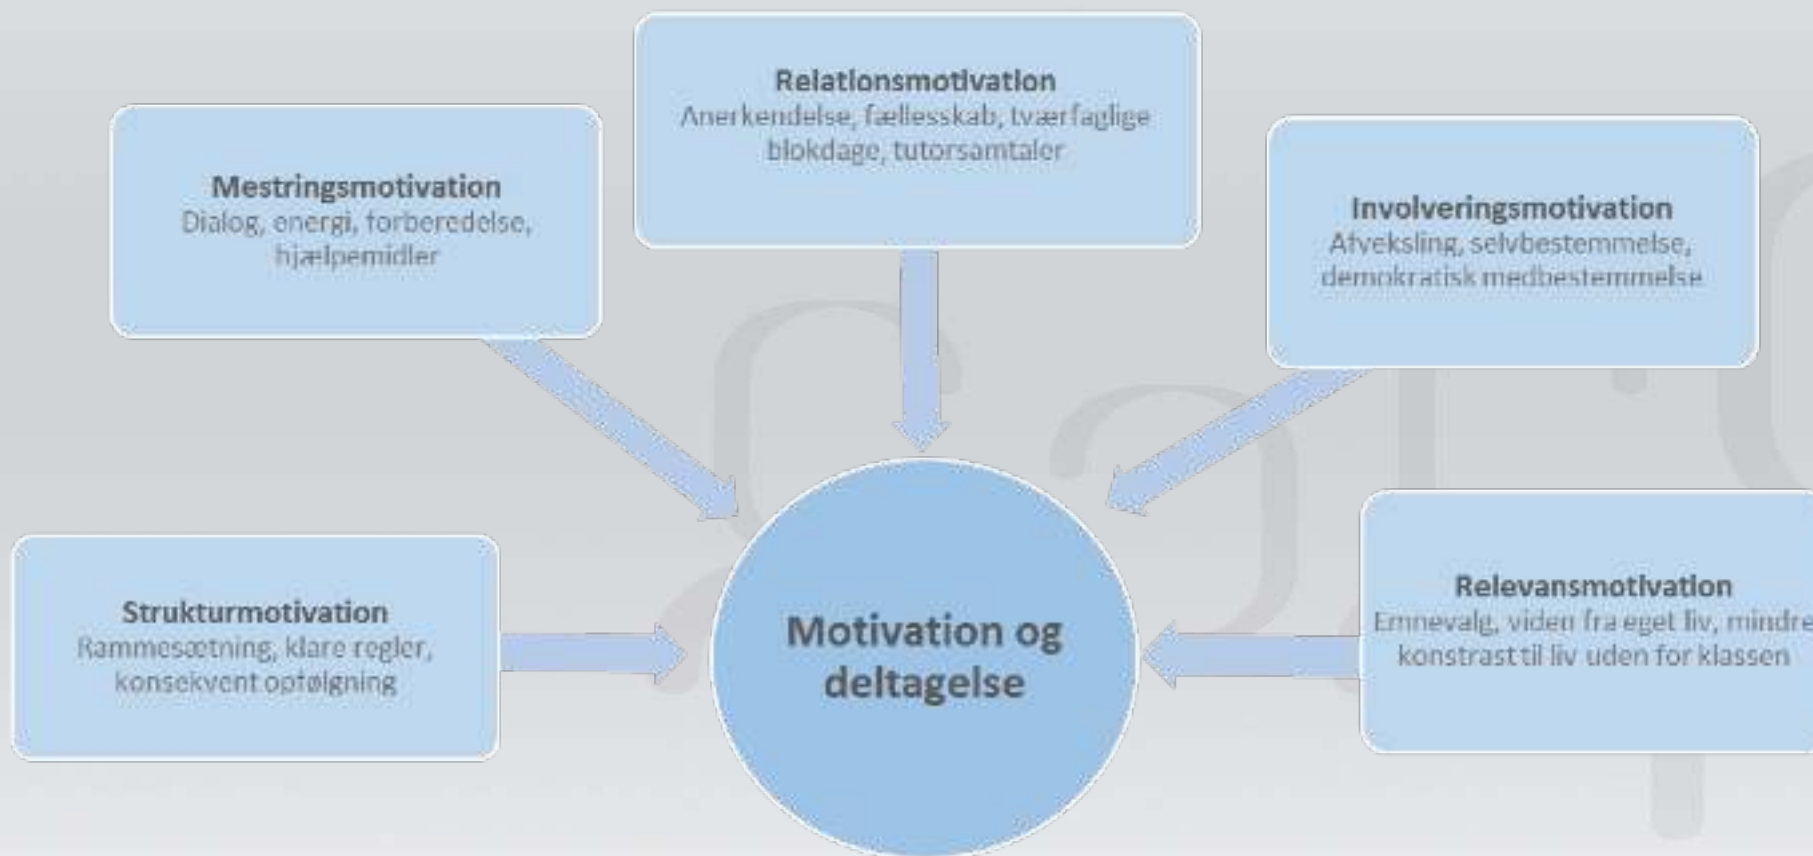 Relationsmotivation
Anerkendelse, fællesskab, tværfaglige
blokdage, tutorsamtaler
Mestringsmotivation
Dialog, energi, forberedelse,
hjælpemidler
Involveringsmotivation
Afveksling, selvbestemmelse,
demokratisk medbestemmelse
Strukturmotivation
Rammesætning, klare regler,
konsekvent opfølgning
Motivation og
deltagelse
Relevansmotivation
Emnevalg, viden fra eget liv, mindre
konstrast til liv uden for klassen